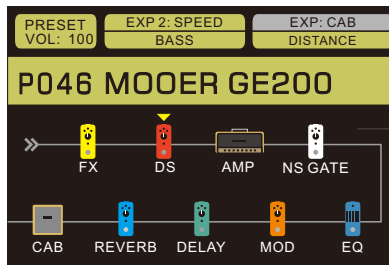 PRESET
VOL: 100
EXP 2: SPEED
BASS
EXP: CAB
DISTANCE
P046 MOOER GE200
FX DS AMP NS GATE
CAB REVERB DELAY MOD EQ